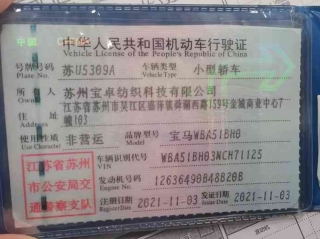 中华人民共和国机动车行驶证
Vehicle License of the People's Republic of China
号牌号码 苏U5309A 车辆类型 小型轿车
Plate No. Vehicle Type
所有人 苏州宝卓纺织科技有限公司
Owner
住址 江苏省苏州市吴江区盛泽镇舜湖西路159号金城商业中心7
Address 幢103
使用性质 非营运 品牌型号 宝马WBA51BH0
Use Character Model
江苏省苏州
市公安局交
通警察支队
车辆识别代号 WBA51BH03NCH71125
VIN
发动机号码 12636490B48B20B
Engine No.
注册日期 2021-11-03 发证日期 2021-11-03
Register Date Issue Date